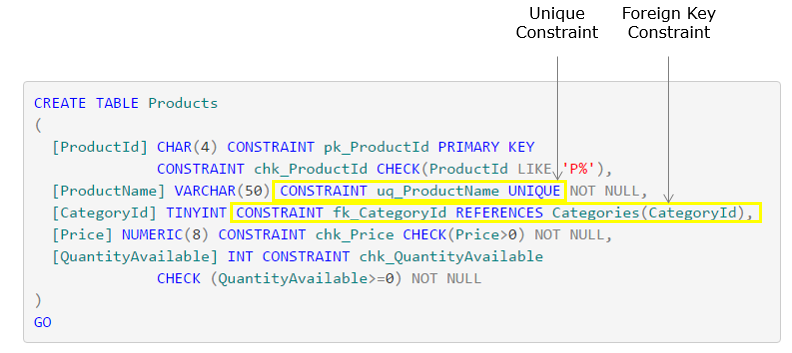 Unique
Constraint
Foreign Key
Constraint
CREATE TABLE Products
(
[ProductId] CHAR(4) CONSTRAINT pk_ProductId PRIMARY KEY
CONSTRAINT chk_ProductId CHECK(ProductId LIKE 'P%'),
[ProductName] VARCHAR(50) CONSTRAINT uq_ProductName UNIQUE NOT NULL,
[CategoryId] TINYINT CONSTRAINT fk_CategoryId REFERENCES Categories(CategoryId),
[Price] NUMERIC(8) CONSTRAINT chk_Price CHECK(Price>0) NOT NULL,
[QuantityAvailable] INT CONSTRAINT chk_QuantityAvailable
CHECK (QuantityAvailable>=0) NOT NULL
)
GO